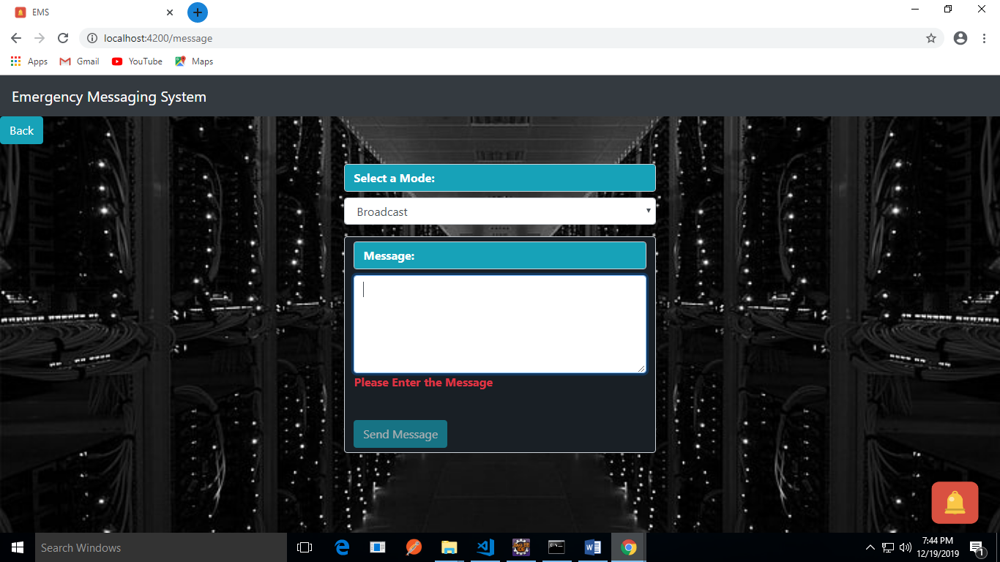 EMS
localhost:4200/message
Apps Gmail YouTube Maps
Emergency Messaging System
Back
Select a Mode:
Broadcast
Message:
Please Enter the Message
Send Message
Search Windows
7:44 PM
12/19/2019
1